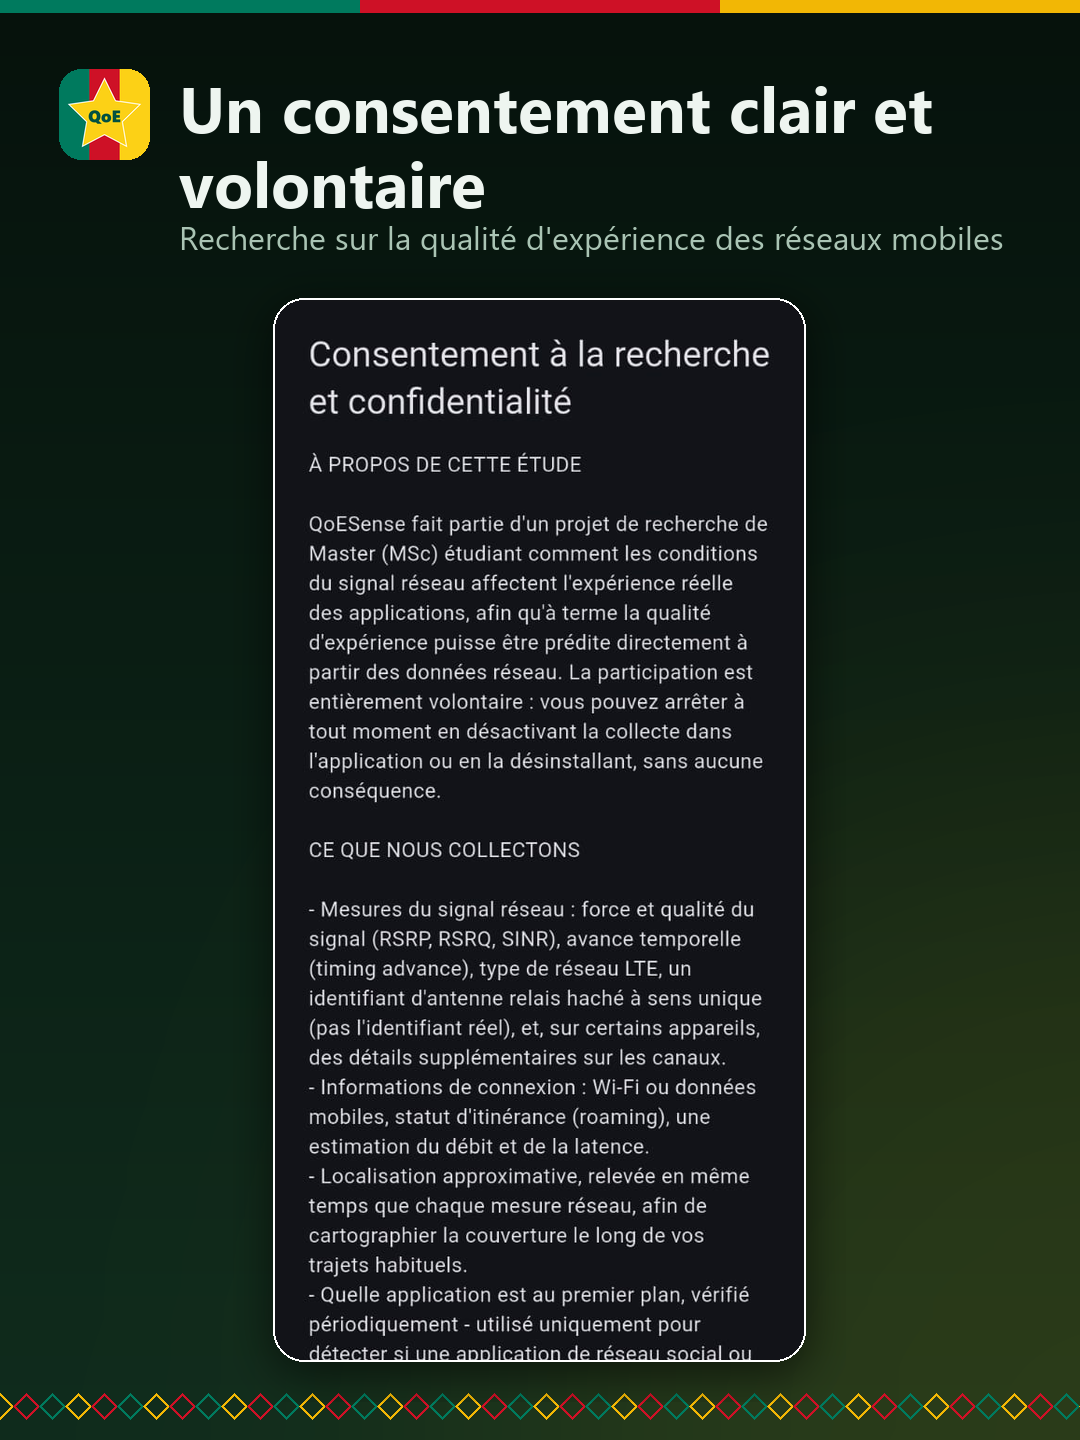 QoE
Un consentement clair et
volontaire
Recherche sur la qualité d'expérience des réseaux mobiles
Consentement à la recherche
et confidentialité
À PROPOS DE CETTE ÉTUDE
QoESense fait partie d'un projet de recherche de
Master (MSc) étudiant comment les conditions
du signal réseau affectent l'expérience réelle
des applications, afin qu'à terme la qualité
d'expérience puisse être prédite directement à
partir des données réseau. La participation est
entièrement volontaire : vous pouvez arrêter à
tout moment en désactivant la collecte dans
l'application ou en la désinstallant, sans aucune
conséquence.
CE QUE NOUS COLLECTONS
- Mesures du signal réseau : force et qualité du
signal (RSRP, RSRQ, SINR), avance temporelle
(timing advance), type de réseau LTE, un
identifiant d'antenne relais haché à sens unique
(pas l'identifiant réel), et, sur certains appareils,
des détails supplémentaires sur les canaux.
- Informations de connexion : Wi-Fi ou données
mobiles, statut d'itinérance (roaming), une
estimation du débit et de la latence.
- Localisation approximative, relevée en même
temps que chaque mesure réseau, afin de
cartographier la couverture le long de vos
trajets habituels.
- Quelle application est au premier plan, vérifié
périodiquement - utilisé uniquement pour
détecter si une application de réseau social ou